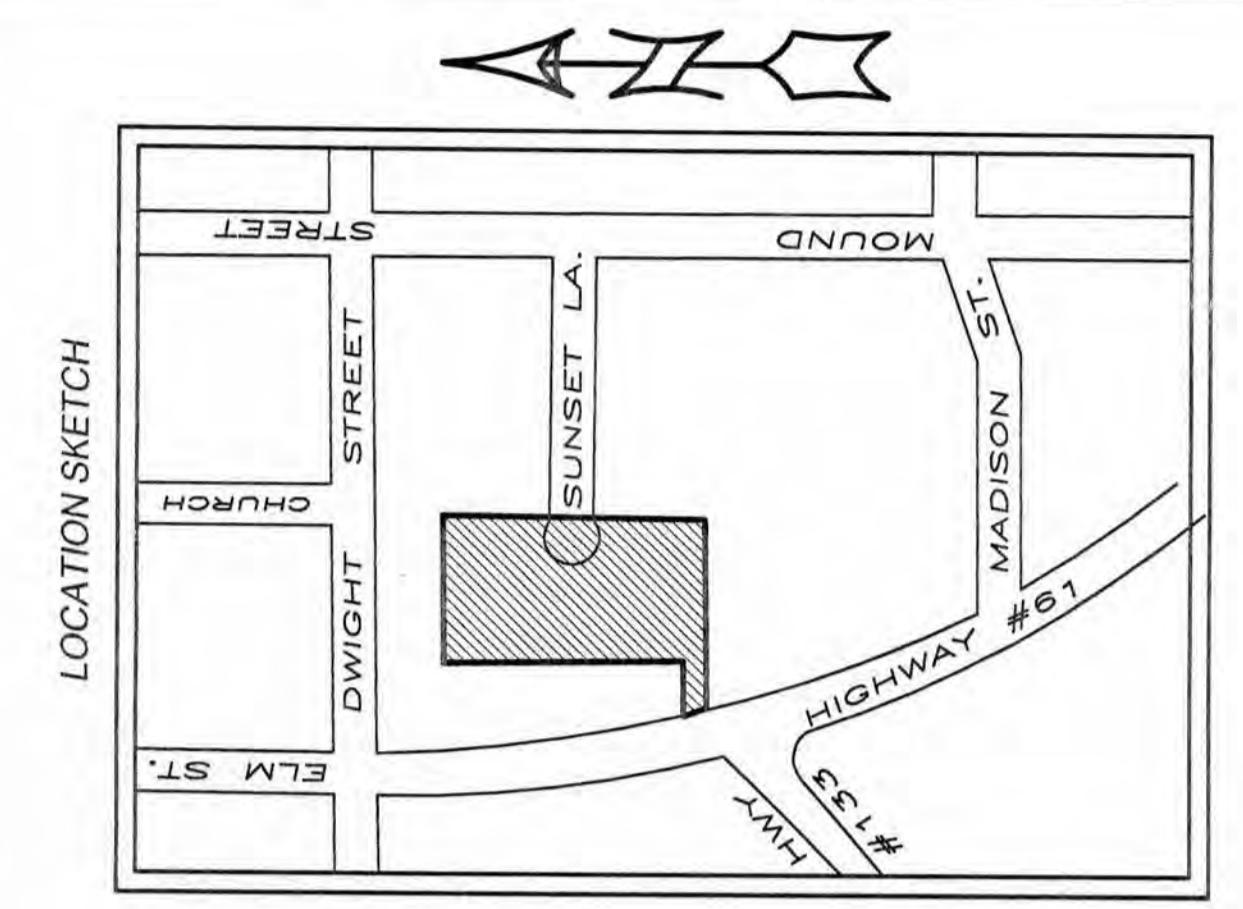 N
LOCATION SKETCH
MOUND STREET
SUNSET LA.
MADISON ST.
DWIGHT STREET
CHURCH
ELM ST.
HIGHWAY #61
HWY #133